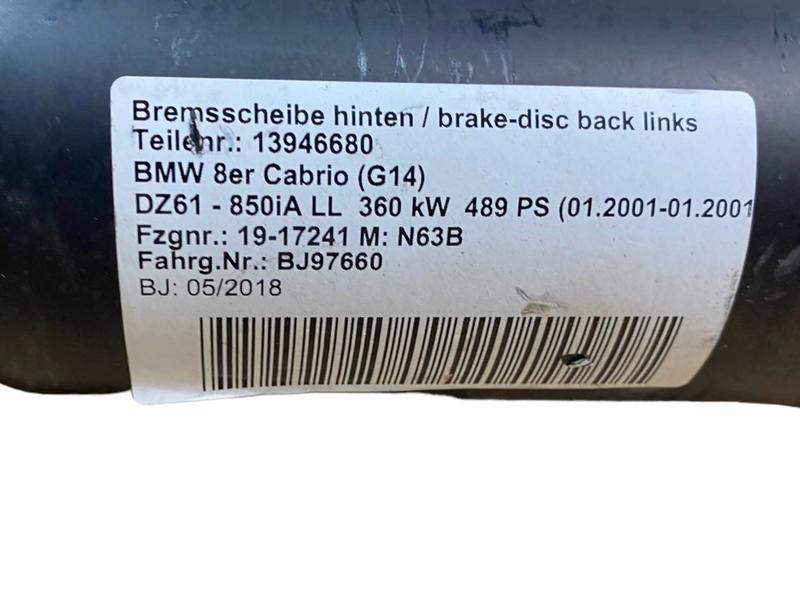 Bremsscheibe hinten / brake-disc back links
Teilenr.: 13946680
BMW 8er Cabrio (G14)
DZ61 - 850iA LL 360 kW 489 PS (01.2001-01.2001
Fzgnr.: 19-17241 M: N63B
Fahrg.Nr.: BJ97660
BJ: 05/2018